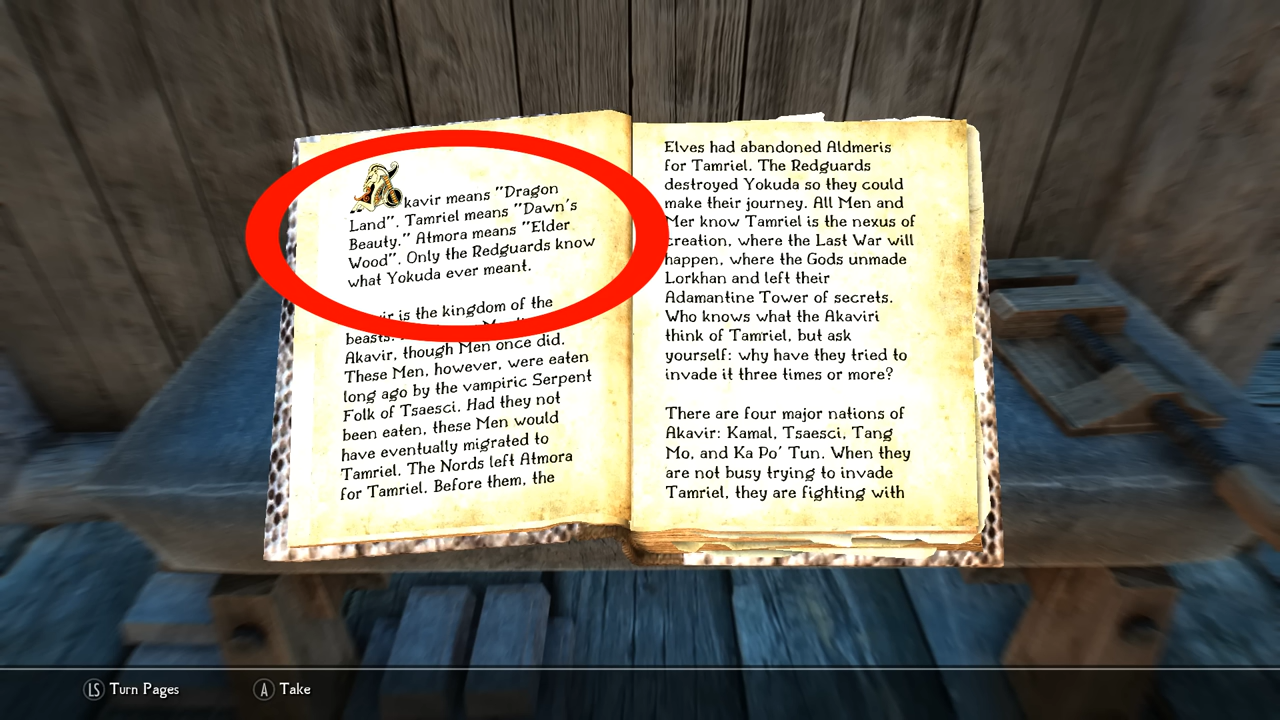 Akavir means "Dragon
Land". Tamriel means "Dawn's
Beauty." Atmora means "Elder
Wood". Only the Redguards know
what Yokuda ever meant.
is the kingdom of the
beasts.
Akavir, though Men once did.
These Men, however, were eaten
long ago by the vampiric Serpent
Folk of Tsaesci. Had they not
been eaten, these Men would
have eventually migrated to
Tamriel. The Nords left Atmora
for Tamriel. Before them, the
Elves had abandoned Aldmeris
for Tamriel. The Redguards
destroyed Yokuda so they could
make their journey. All Men and
Mer know Tamriel is the nexus of
creation, where the Last War will
happen, where the Gods unmade
Lorkhan and left their
Adamantine Tower of secrets.
Who knows what the Akaviri
think of Tamriel, but ask
yourself: why have they tried to
invade it three times or more?
There are four major nations of
Akavir: Kamal, Tsaesci, Tang
Mo, and Ka Po' Tun. When they
are not busy trying to invade
Tamriel, they are fighting with
LS Turn Pages
A Take